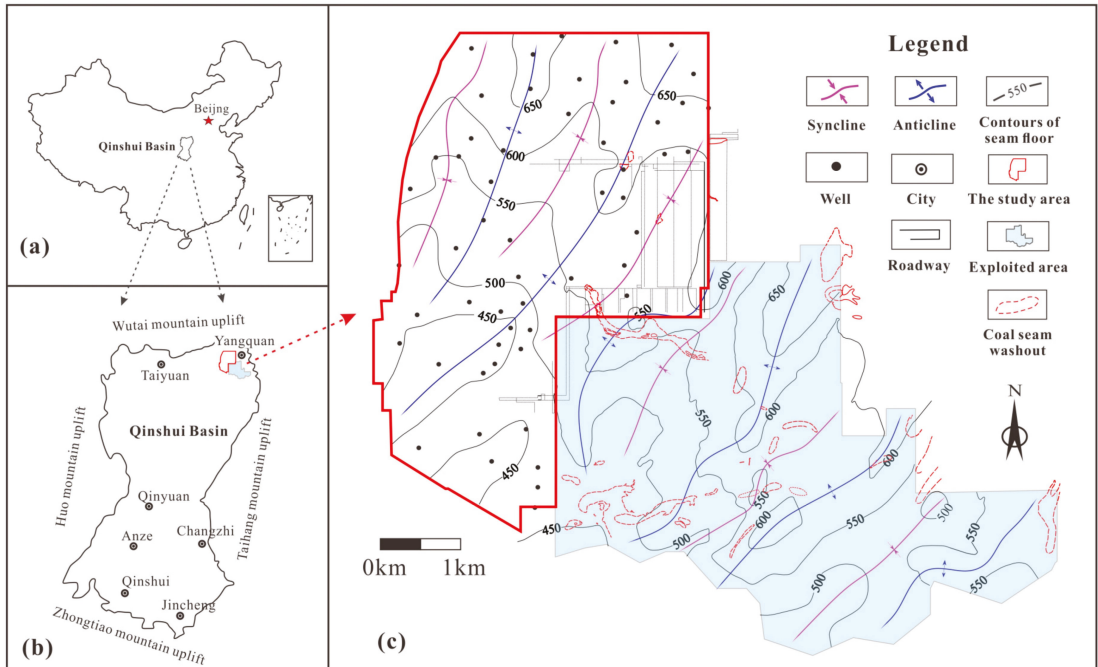 Beijng
Qinshui Basin
(a)
Wutai mountain uplift
Yangquan
Taiyuan
Qinshui Basin
Huo mountain uplift
Taihang mountain uplift
Qinyuan
Anze
Changzhi
Qinshui
Jincheng
Zhongtiao mountain uplift
(b)
650
650
600
550
500
450
450
550
600
650
550
600
600
450
500
550
600
550
500
550
500
550
0km 1km
(c)
N
Legend
550
Syncline
Anticline
Contours of
seam floor
Well
City
The study area
Roadway
Exploited area
Coal seam
washout